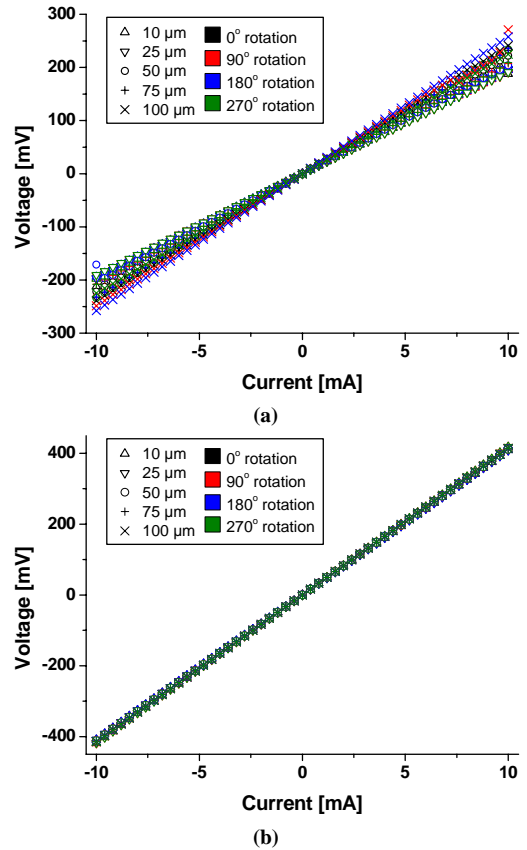 300
200
100
0
-100
-200
-300
Voltage [mV]
10 µm
25 µm
50 µm
75 µm
100 µm
0° rotation
90° rotation
180° rotation
270° rotation
-10 -5 0 5 10
Current [mA]
(a)
400
200
0
-200
-400
Voltage [mV]
10 µm
25 µm
50 µm
75 µm
100 µm
0° rotation
90° rotation
180° rotation
270° rotation
-10 -5 0 5 10
Current [mA]
(b)